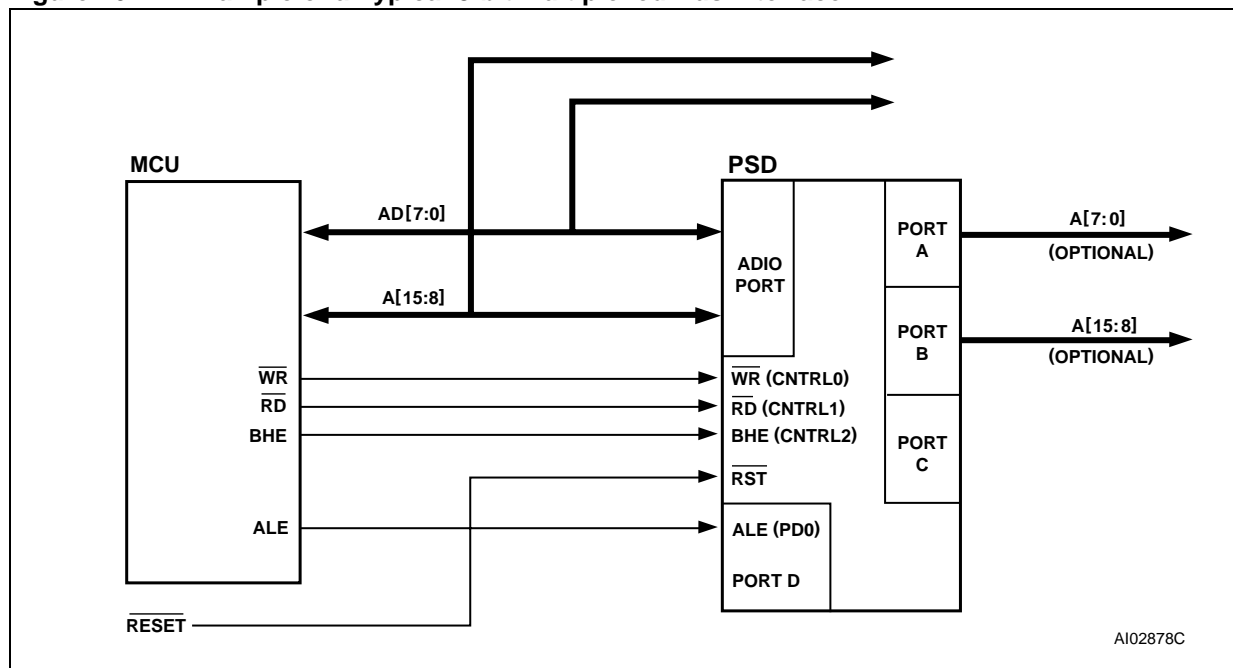 MCU
PSD
AD[7:0]
A[15:8]
ADIO
PORT
PORT
A
A[7:0]
(OPTIONAL)
PORT
B
A[15:8]
(OPTIONAL)
PORT
C
WR
RD
BHE
ALE
WR (CNTRL0)
RD (CNTRL1)
BHE (CNTRL2)
RST
ALE (PD0)
PORT D
RESET
AI02878C